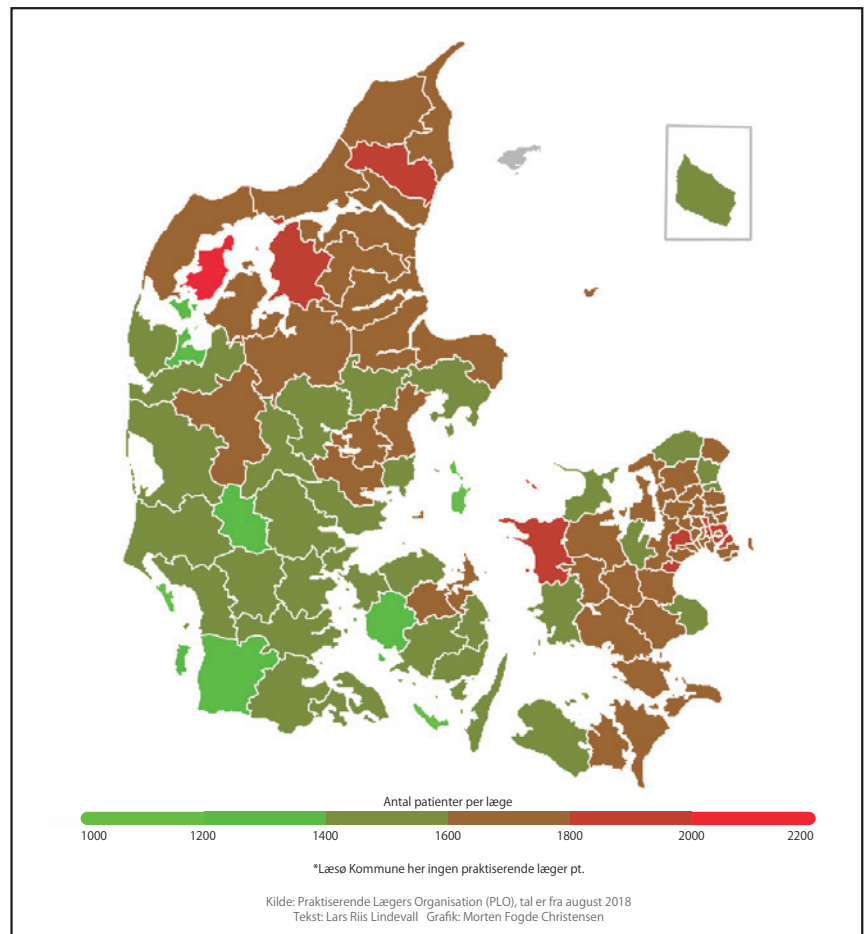 Antal patienter per læge
1000 1200 1400 1600 1800 2000 2200
*Læsø Kommune her ingen praktiserende læger pt.
Kilde: Praktiserende Lægers Organisation (PLO), tal er fra august 2018
Tekst: Lars Riis Lindevall Grafik: Morten Fogde Christensen